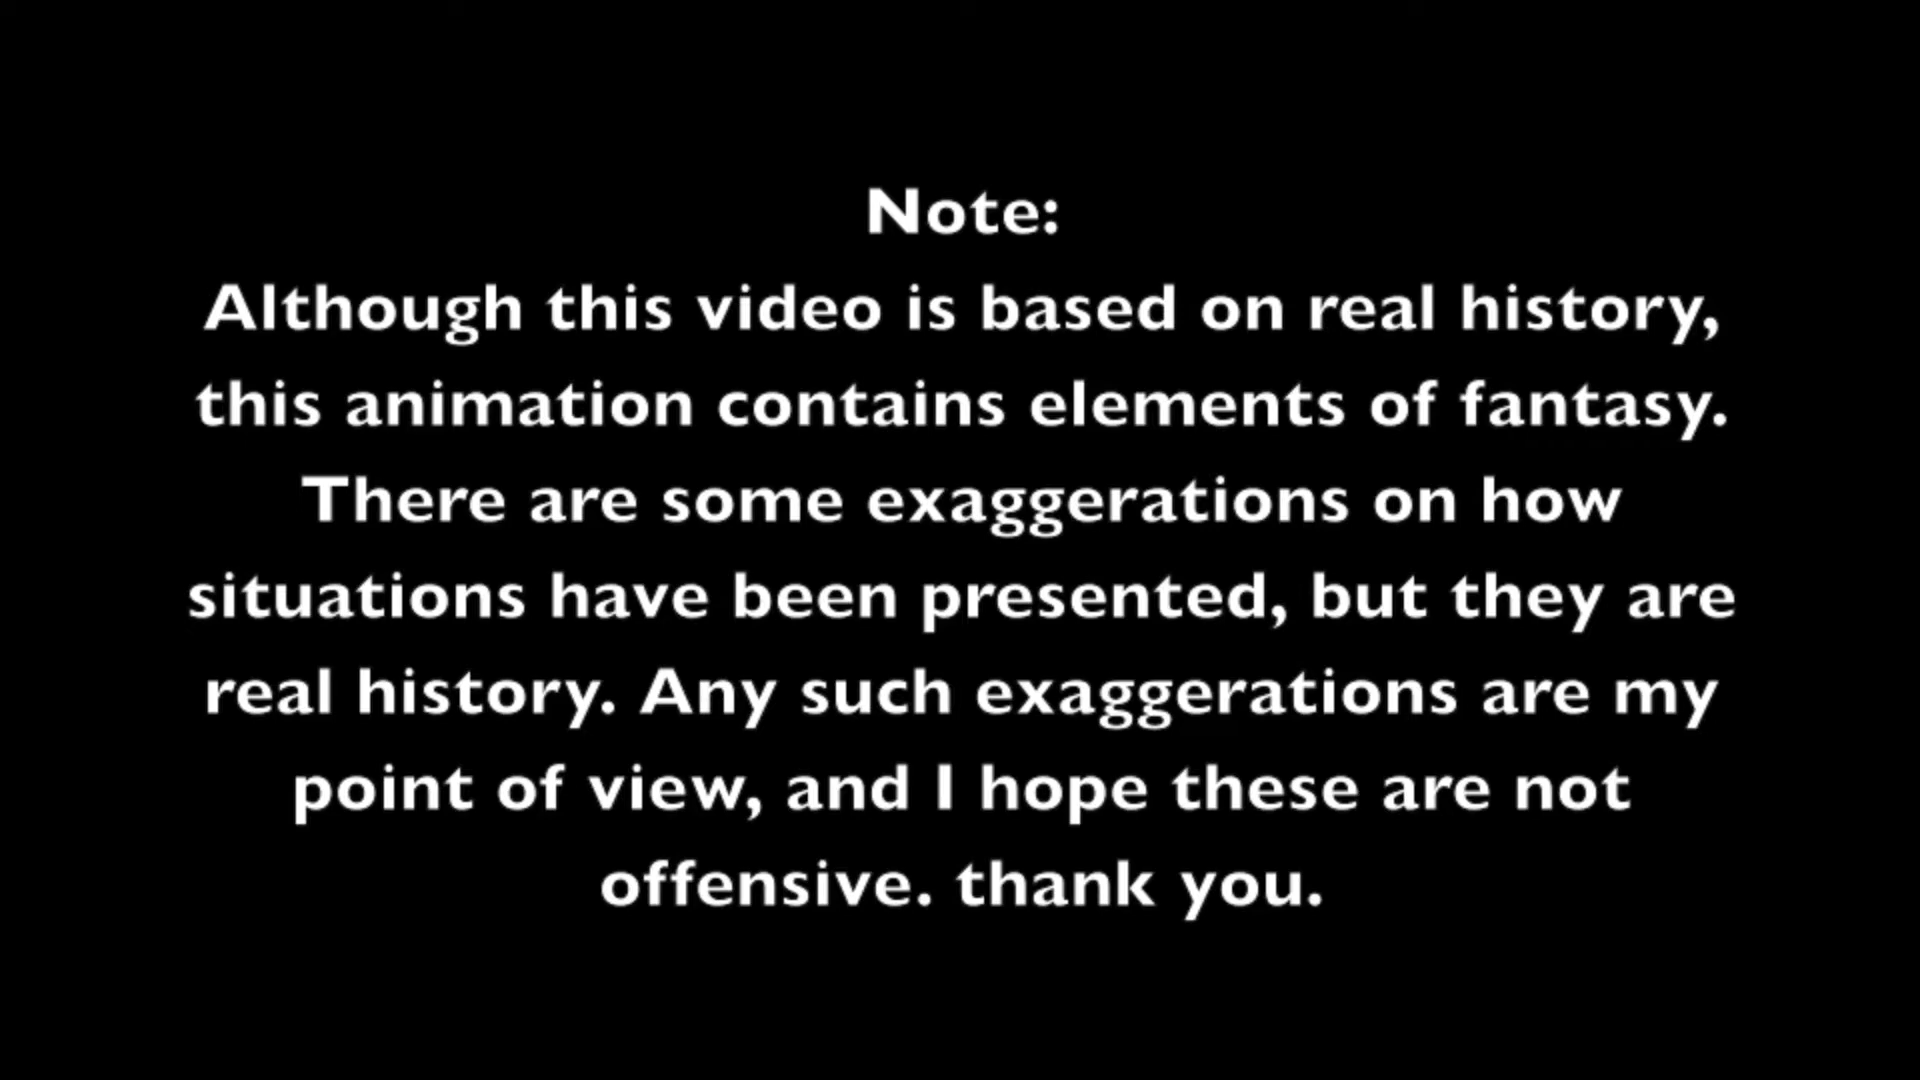 Note:
Although this video is based on real history,
this animation contains elements of fantasy.
There are some exaggerations on how
situations have been presented, but they are
real history. Any such exaggerations are my
point of view, and I hope these are not
offensive. thank you.